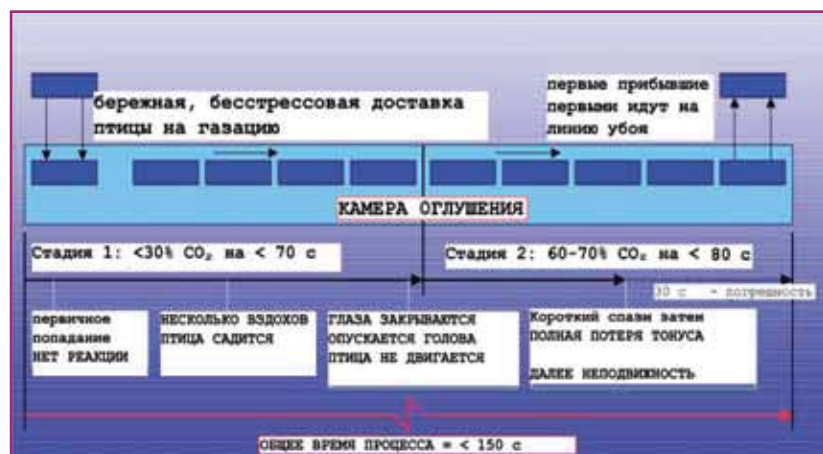 бережная, бесстрессовая доставка
птицы на газацию
первые прибывшие
первыми идут на
линию убоя
КАМЕРА ОГЛУШЕНИЯ
Стадия 1: <30% CO₂ на < 70 с
Стадия 2: 60-70% CO₂ на < 80 с
30 с - погрешность
первичное
попадание
НЕТ РЕАКЦИИ
НЕСКОЛЬКО ВЗДОХОВ
ПТИЦА САДИТСЯ
ГЛАЗА ЗАКРЫВАЮТСЯ
ОПУСКАЕТСЯ ГОЛОВА
ПТИЦА НЕ ДВИГАЕТСЯ
Короткий спазм затем
ПОЛНАЯ ПОТЕРЯ ТОНУСА
ДАЛЕЕ НЕПОДВИЖНОСТЬ
ОБЩЕЕ ВРЕМЯ ПРОЦЕССА = < 150 с